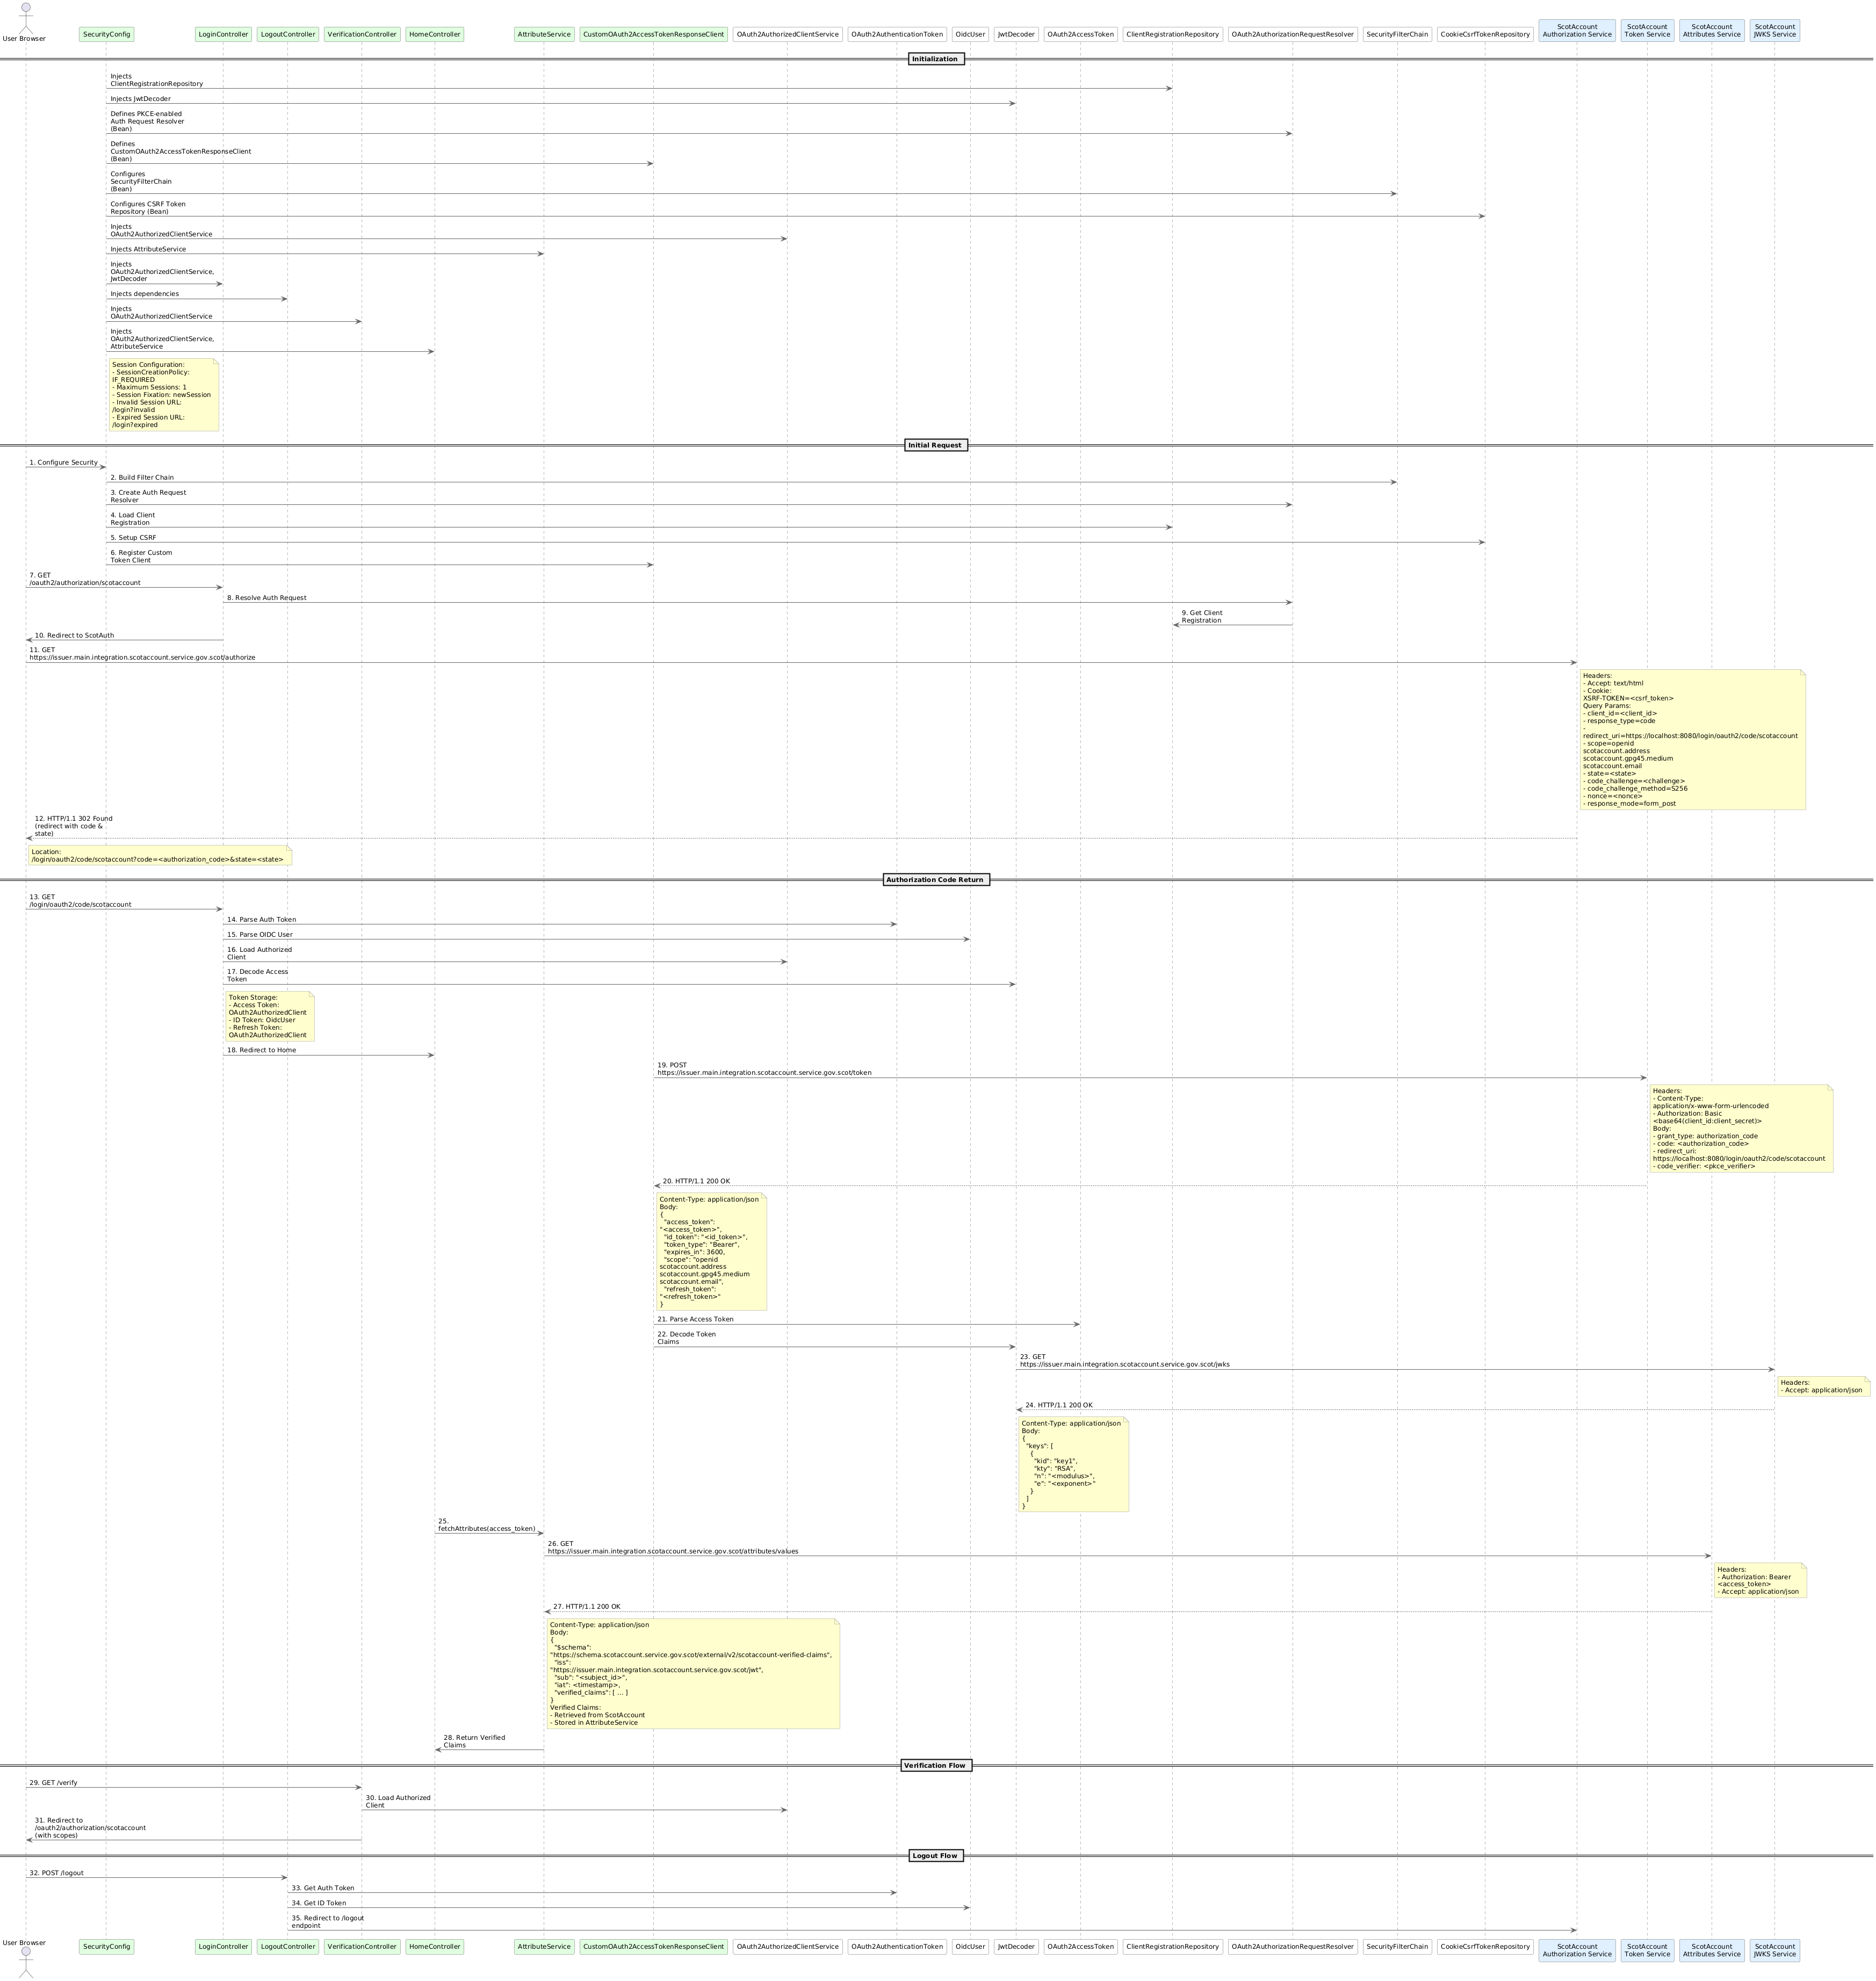 User Browser
SecurityConfig
LoginController
LogoutController
VerificationController
HomeController
AttributeService
CustomOAuth2AccessTokenResponseClient
OAuth2AuthorizedClientService
OAuth2AuthenticationToken
OidcUser
JwtDecoder
OAuth2AccessToken
ClientRegistrationRepository
OAuth2AuthorizationRequestResolver
SecurityFilterChain
CookieCsrfTokenRepository
ScotAccount
Authorization Service
ScotAccount
Token Service
ScotAccount
Attributes Service
ScotAccount
JWKS Service
Initialization
Injects
ClientRegistrationRepository
Injects JwtDecoder
Defines PKCE-enabled
Auth Request Resolver
(Bean)
Defines
CustomOAuth2AccessTokenResponseClient
(Bean)
Configures
SecurityFilterChain
(Bean)
Configures CSRF Token
Repository (Bean)
Injects
OAuth2AuthorizedClientService
Injects AttributeService
Injects
OAuth2AuthorizedClientService,
JwtDecoder
Injects dependencies
Injects
OAuth2AuthorizedClientService
Injects
OAuth2AuthorizedClientService,
AttributeService
Session Configuration:
- SessionCreationPolicy:
IF_REQUIRED
- Maximum Sessions: 1
- Session Fixation: newSession
- Invalid Session URL:
/login?invalid
- Expired Session URL:
/login?expired
Initial Request
1. Configure Security
2. Build Filter Chain
3. Create Auth Request
Resolver
4. Load Client
Registration
5. Setup CSRF
6. Register Custom
Token Client
7. GET
/oauth2/authorization/scotaccount
8. Resolve Auth Request
9. Get Client
Registration
10. Redirect to ScotAuth
11. GET
https://issuer.main.integration.scotaccount.service.gov.scot/authorize
Headers:
- Accept: text/html
- Cookie:
XSRF-TOKEN=<csrf_token>
Query Params:
- client_id=<client_id>
- response_type=code
-
redirect_uri=https://localhost:8080/login/oauth2/code/scotaccount
- scope=openid
scotaccount.address
scotaccount.gpg45.medium
scotaccount.email
- state=<state>
- code_challenge=<challenge>
- code_challenge_method=S256
- nonce=<nonce>
- response_mode=form_post
12. HTTP/1.1 302 Found
(redirect with code &
state)
Location:
/login/oauth2/code/scotaccount?code=<authorization_code>&state=<state>
Authorization Code Return
13. GET
/login/oauth2/code/scotaccount
14. Parse Auth Token
15. Parse OIDC User
16. Load Authorized
Client
17. Decode Access
Token
Token Storage:
- Access Token:
OAuth2AuthorizedClient
- ID Token: OidcUser
- Refresh Token:
OAuth2AuthorizedClient
18. Redirect to Home
19. POST
https://issuer.main.integration.scotaccount.service.gov.scot/token
Headers:
- Content-Type:
application/x-www-form-urlencoded
- Authorization: Basic
<base64(client_id:client_secret)>
Body:
- grant_type: authorization_code
- code: <authorization_code>
- redirect_uri:
https://localhost:8080/login/oauth2/code/scotaccount
- code_verifier: <pkce_verifier>
20. HTTP/1.1 200 OK
Content-Type: application/json
Body:
{
"access_token":
"<access_token>",
"id_token": "<id_token>",
"token_type": "Bearer",
"expires_in": 3600,
"scope": "openid
scotaccount.address
scotaccount.gpg45.medium
scotaccount.email",
"refresh_token":
"<refresh_token>"
}
21. Parse Access Token
22. Decode Token
Claims
23. GET
https://issuer.main.integration.scotaccount.service.gov.scot/jwks
Headers:
- Accept: application/json
24. HTTP/1.1 200 OK
Content-Type: application/json
Body:
{
"keys": [
{
"kid": "key1",
"kty": "RSA",
"n": "<modulus>",
"e": "<exponent>"
}
]
}
25.
fetchAttributes(access_token)
26. GET
https://issuer.main.integration.scotaccount.service.gov.scot/attributes/values
Headers:
- Authorization: Bearer
<access_token>
- Accept: application/json
27. HTTP/1.1 200 OK
Content-Type: application/json
Body:
{
"$schema":
"https://schema.scotaccount.service.gov.scot/external/v2/scotaccount-verified-claims",
"iss":
"https://issuer.main.integration.scotaccount.service.gov.scot/jwt",
"sub": "<subject_id>",
"iat": <timestamp>,
"verified_claims": [ ... ]
}
Verified Claims:
- Retrieved from ScotAccount
- Stored in AttributeService
28. Return Verified
Claims
Verification Flow
29. GET /verify
30. Load Authorized
Client
31. Redirect to
/oauth2/authorization/scotaccount
(with scopes)
Logout Flow
32. POST /logout
33. Get Auth Token
34. Get ID Token
35. Redirect to /logout
endpoint
User Browser
SecurityConfig
LoginController
LogoutController
VerificationController
HomeController
AttributeService
CustomOAuth2AccessTokenResponseClient
OAuth2AuthorizedClientService
OAuth2AuthenticationToken
OidcUser
JwtDecoder
OAuth2AccessToken
ClientRegistrationRepository
OAuth2AuthorizationRequestResolver
SecurityFilterChain
CookieCsrfTokenRepository
ScotAccount
Authorization Service
ScotAccount
Token Service
ScotAccount
Attributes Service
ScotAccount
JWKS Service